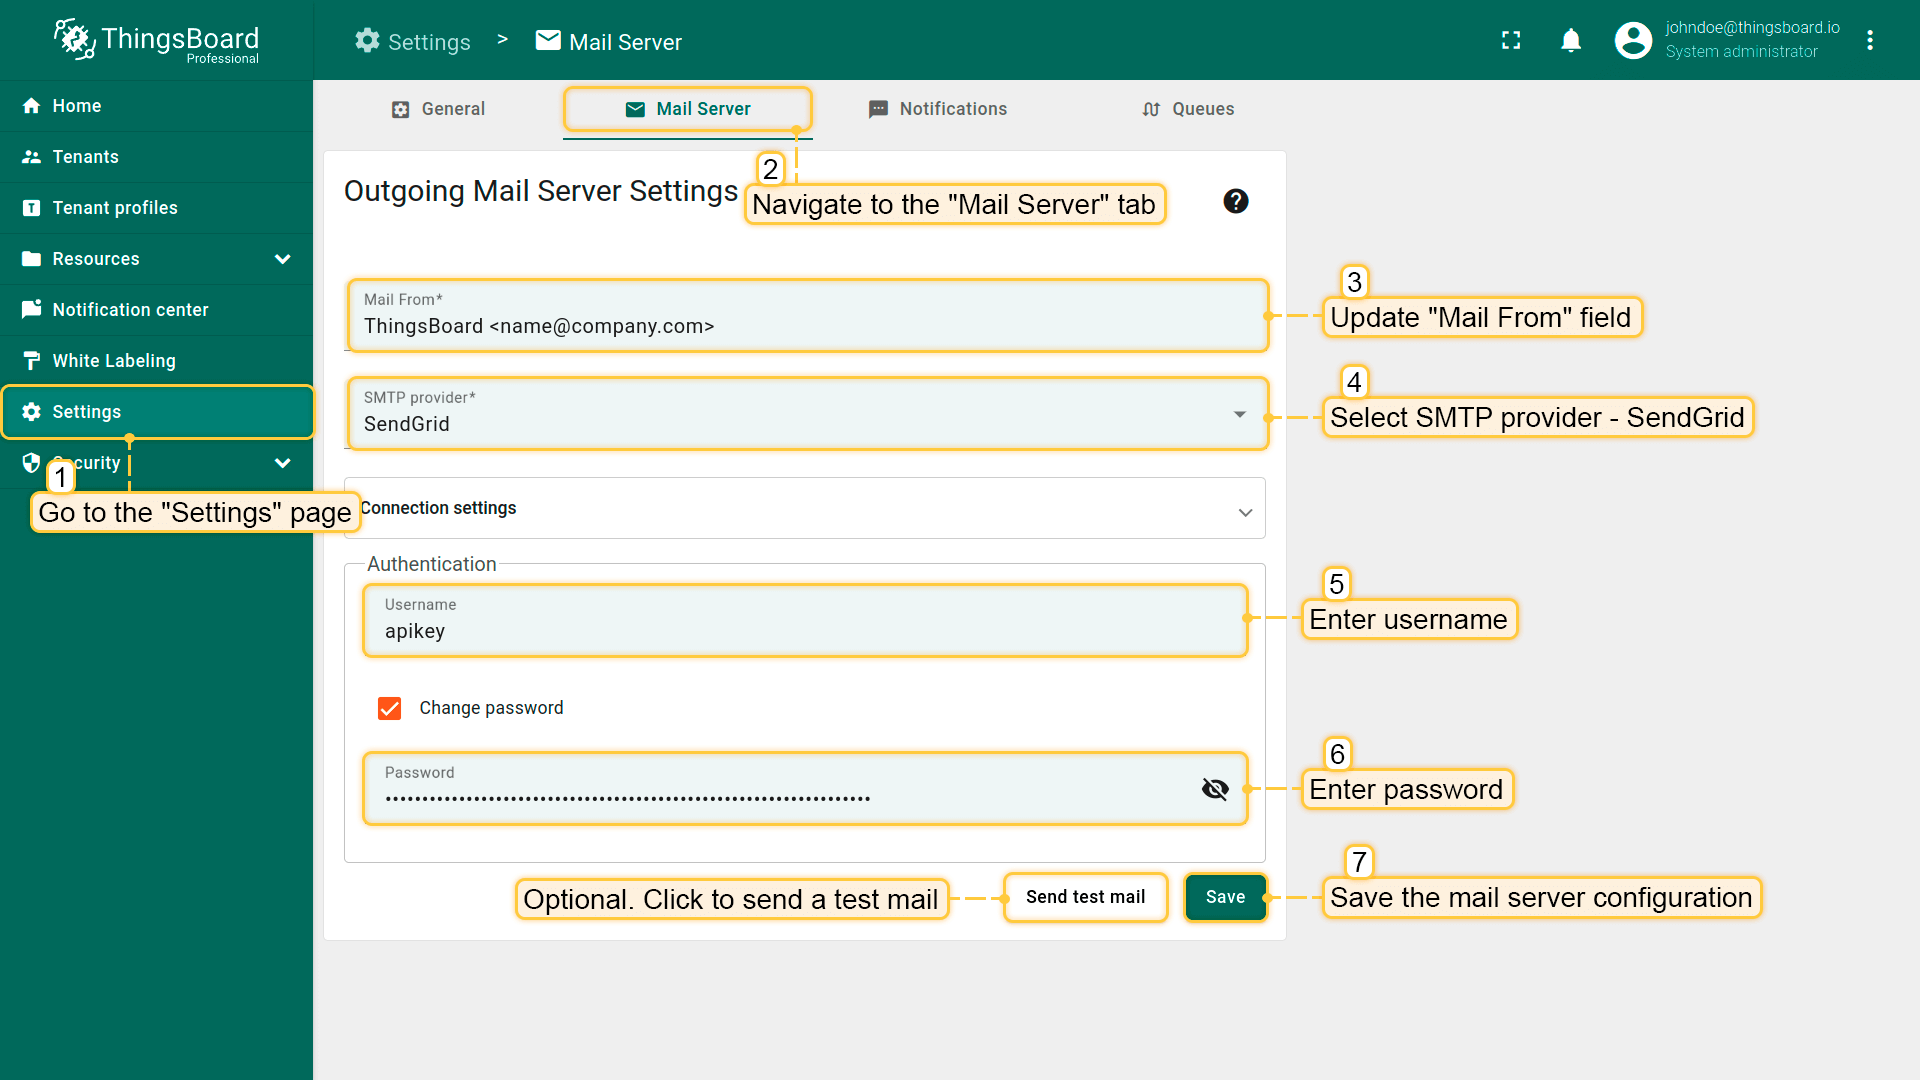 ThingsBoard
Professional
Settings > Mail Server
johndoe@thingsboard.io
System administrator
Home
Tenants
Tenant profiles
Resources
Notification center
White Labeling
Settings
curity
1
Go to the "Settings" page
General
Mail Server
Notifications
Queues
2
Navigate to the "Mail Server" tab
Outgoing Mail Server Settings
?
Mail From*
ThingsBoard <name@company.com>
3
Update "Mail From" field
SMTP provider*
SendGrid
4
Select SMTP provider - SendGrid
Connection settings
Authentication
Username
apikey
5
Enter username
Change password
Password
6
Enter password
Optional. Click to send a test mail
Send test mail
Save
7
Save the mail server configuration